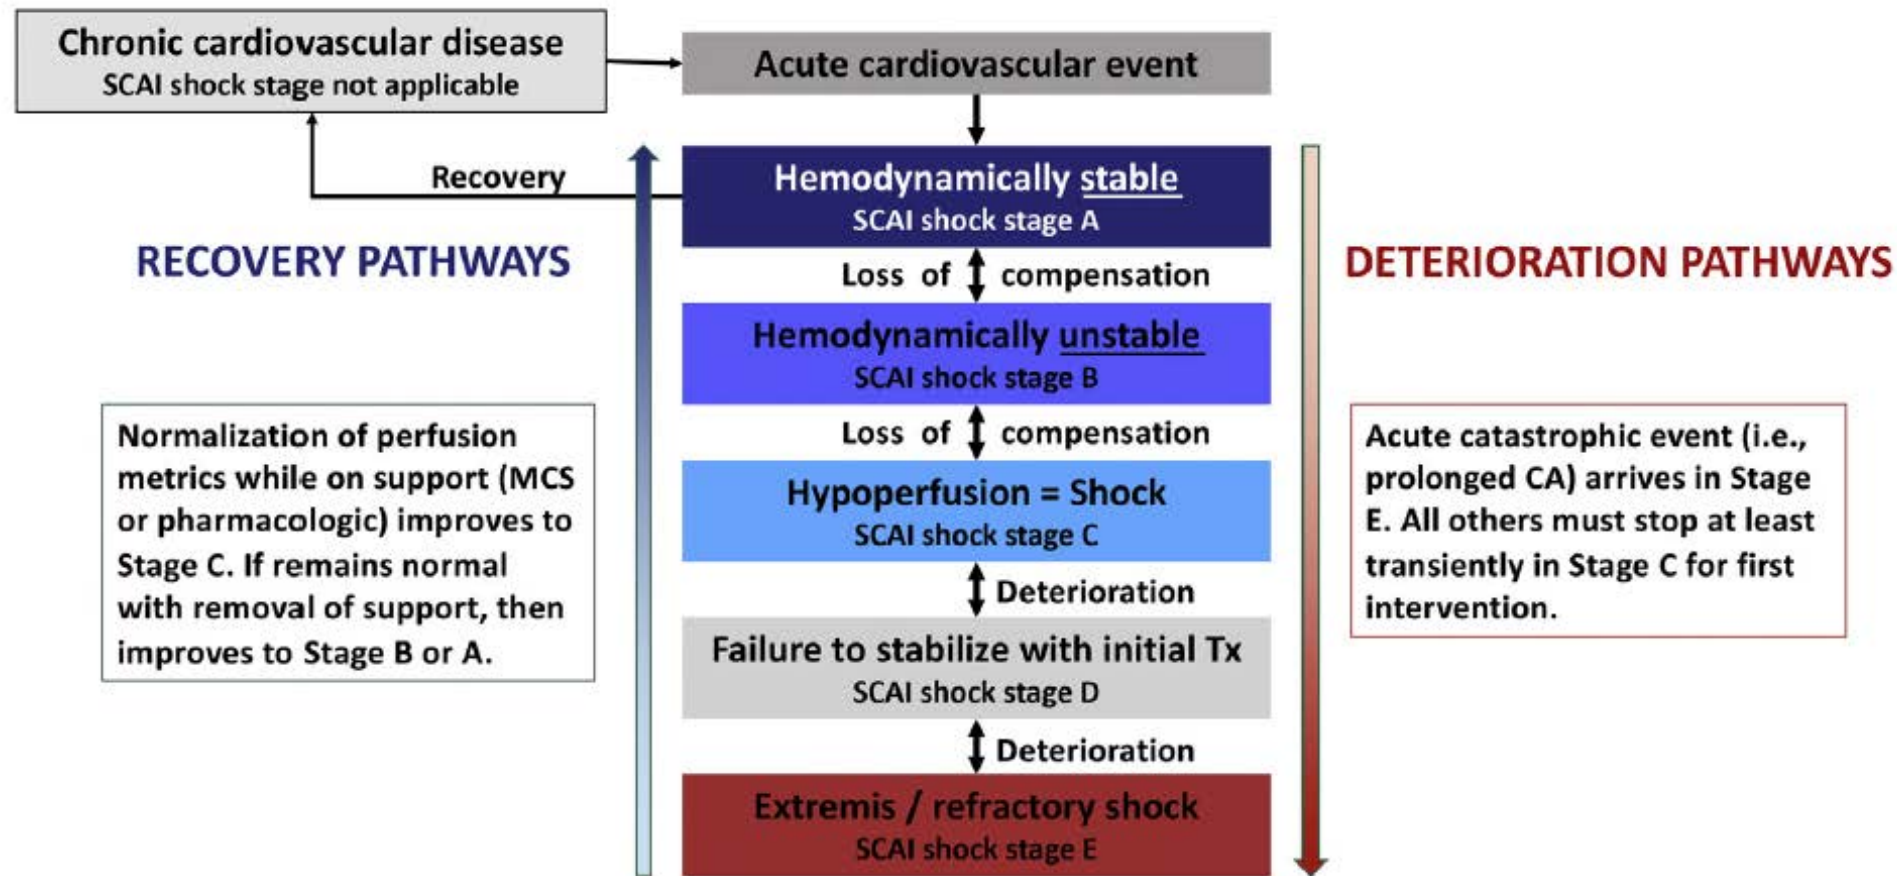 Chronic cardiovascular disease
SCAI shock stage not applicable
Acute cardiovascular event
Recovery
Hemodynamically stable
SCAI shock stage A
RECOVERY PATHWAYS
DETERIORATION PATHWAYS
Loss of compensation
Hemodynamically unstable
SCAI shock stage B
Loss of compensation
Hypoperfusion = Shock
SCAI shock stage C
Deterioration
Failure to stabilize with initial Tx
SCAI shock stage D
Deterioration
Extremis / refractory shock
SCAI shock stage E
Normalization of perfusion
metrics while on support (MCS
or pharmacologic) improves to
Stage C. If remains normal
with removal of support, then
improves to Stage B or A.
Acute catastrophic event (i.e.,
prolonged CA) arrives in Stage
E. All others must stop at least
transiently in Stage C for first
intervention.